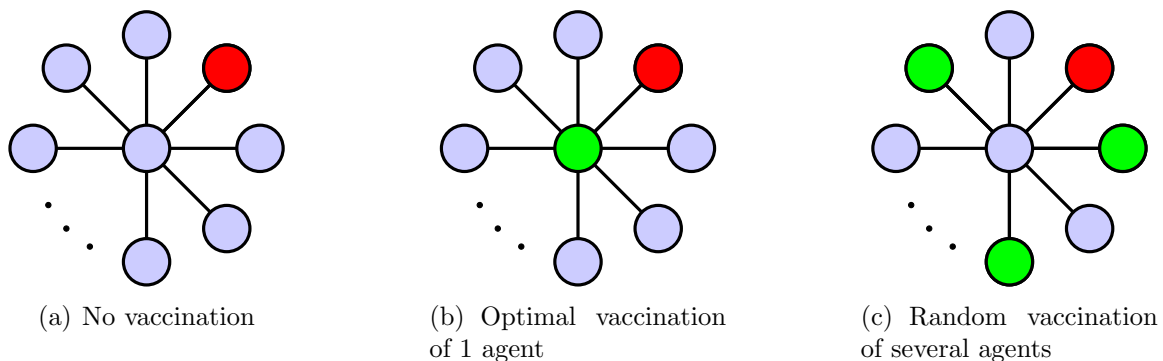 (a) No vaccination
(b) Optimal vaccination
of 1 agent
(c) Random vaccination
of several agents